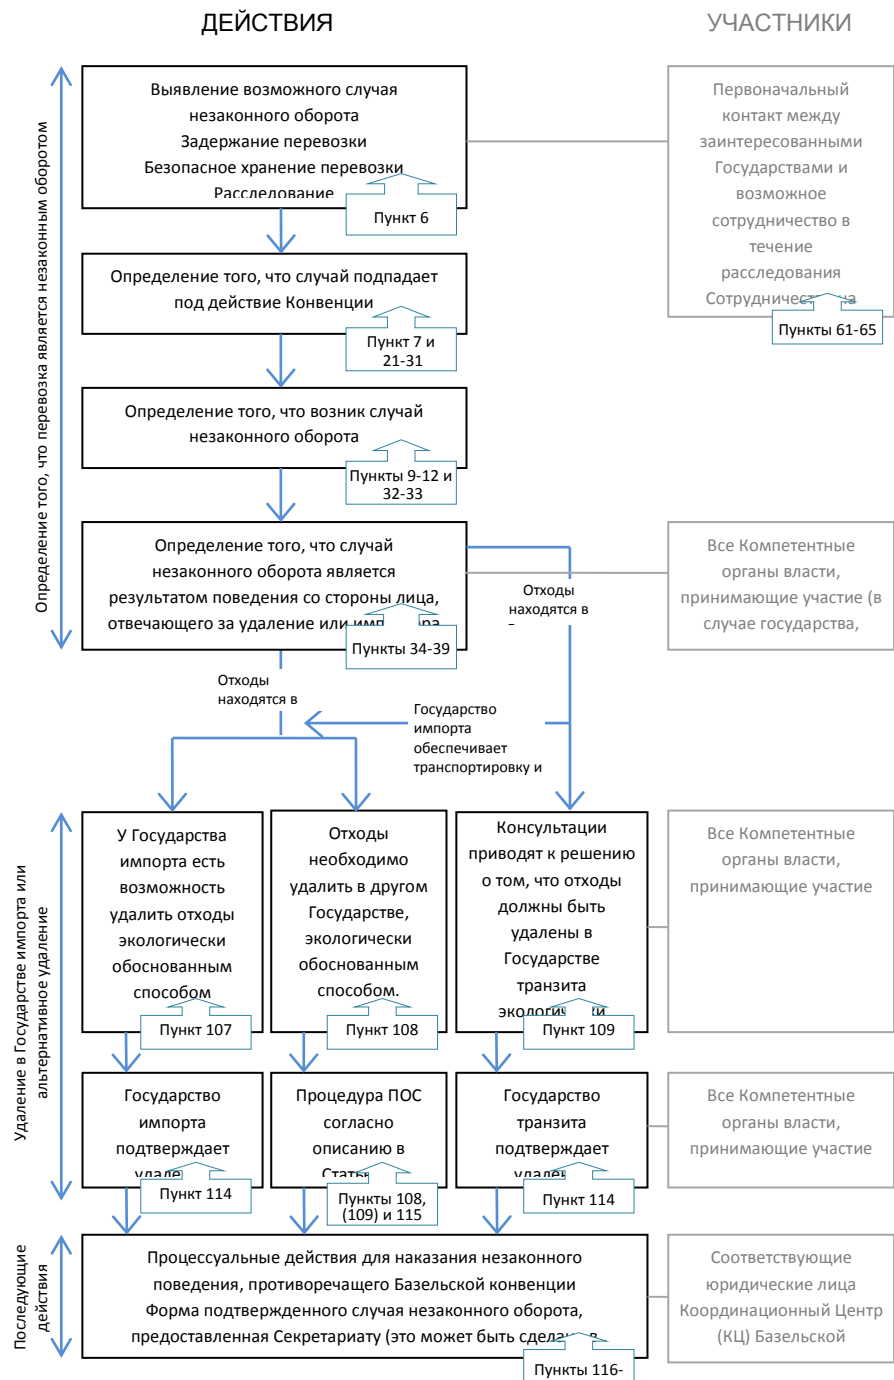 ДЕЙСТВИЯ
УЧАСТНИКИ
Определение того, что перевозка является незаконным оборотом
Выявление возможного случая
незаконного оборота
Задержание перевозки
Безопасное хранение перевозки
Расследование
Пункт 6
Первоначальный
контакт между
заинтересованными
Государствами и
возможное
сотрудничество в
течение
расследования
Пункты 61-65
Определение того, что случай подпадает
под действие Конвенции
Пункт 7 и
21-31
Определение того, что возник случай
незаконного оборота
Пункты 9-12 и
32-33
Определение того, что случай
незаконного оборота является
результатом поведения со стороны лица,
отвечающего за удаление или
Пункты 34-39
Отходы
находятся в
Все Компетентные
органы власти,
принимающие участие (в
случае государства,
Отходы
находятся в
Государство
импорта
обеспечивает
транспортировку и
Удаление в Государстве импорта или
альтернативное удаление
У Государства
импорта есть
возможность
удалить отходы
экологически
обоснованным
способом
Пункт 107
Отходы
необходимо
удалить в другом
Государстве,
экологически
обоснованным
способом.
Пункт 108
Консультации
приводят к решению
о том, что отходы
должны быть
удалены в
Государстве
транзита
Пункт 109
Все Компетентные
органы власти,
принимающие участие
Государство
импорта
подтверждает
Пункт 114
Процедура ПОС
согласно
описанию в
Пункты 108,
(109) и 115
Государство
транзита
подтверждает
Пункт 114
Все Компетентные
органы власти,
принимающие участие
Последующие
действия
Процессуальные действия для наказания незаконного
поведения, противоречащего Базельской конвенции
Форма подтвержденного случая незаконного оборота,
предоставленная Секретариату (это может быть
Пункты 116-
Соответствующие
юридические лица
Координационный Центр
(КЦ) Базельской